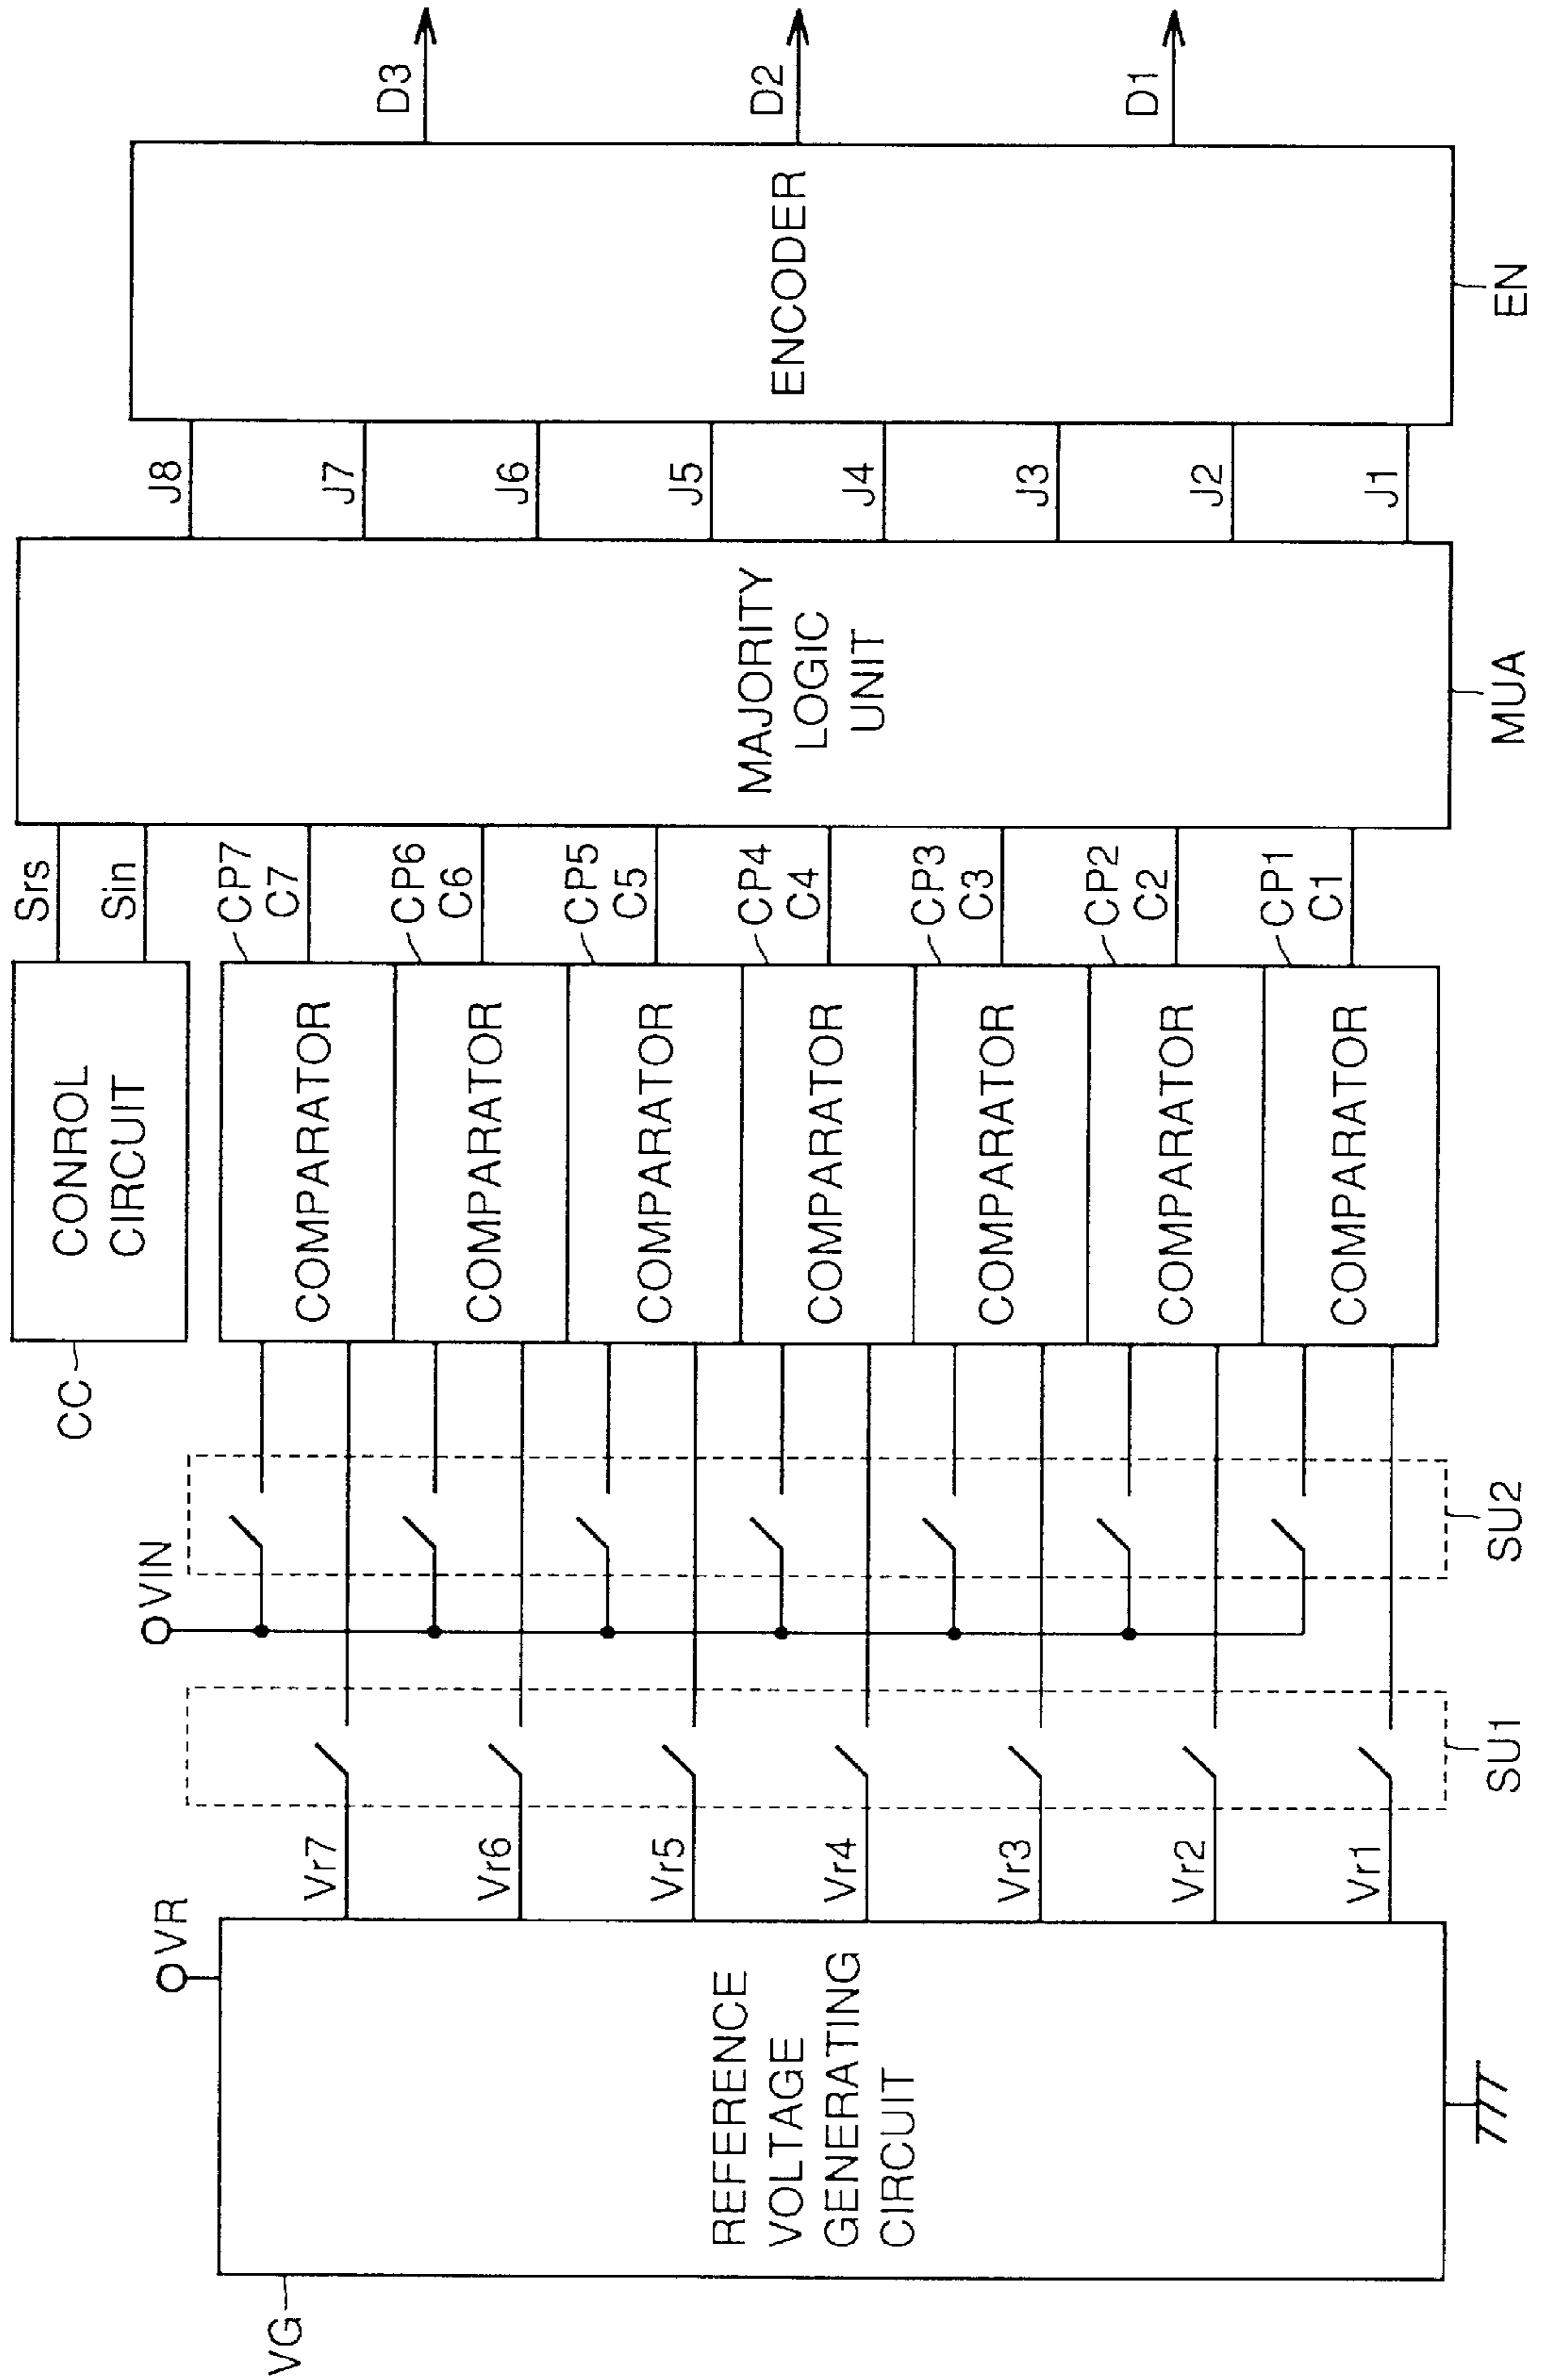 VG
REFERENCE
VOLTAGE
GENERATING
CIRCUIT
VR
Vr7
Vr6
Vr5
Vr4
Vr3
Vr2
Vr1
SU1
VIN
SU2
CC
CONROL
CIRCUIT
COMPARATOR
COMPARATOR
COMPARATOR
COMPARATOR
COMPARATOR
COMPARATOR
COMPARATOR
Srs
Sin
CP7
C7
CP6
C6
CP5
C5
CP4
C4
CP3
C3
CP2
C2
CP1
C1
MAJORITY
LOGIC
UNIT
MUA
J8
J7
J6
J5
J4
J3
J2
J1
ENCODER
EN
D3
D2
D1